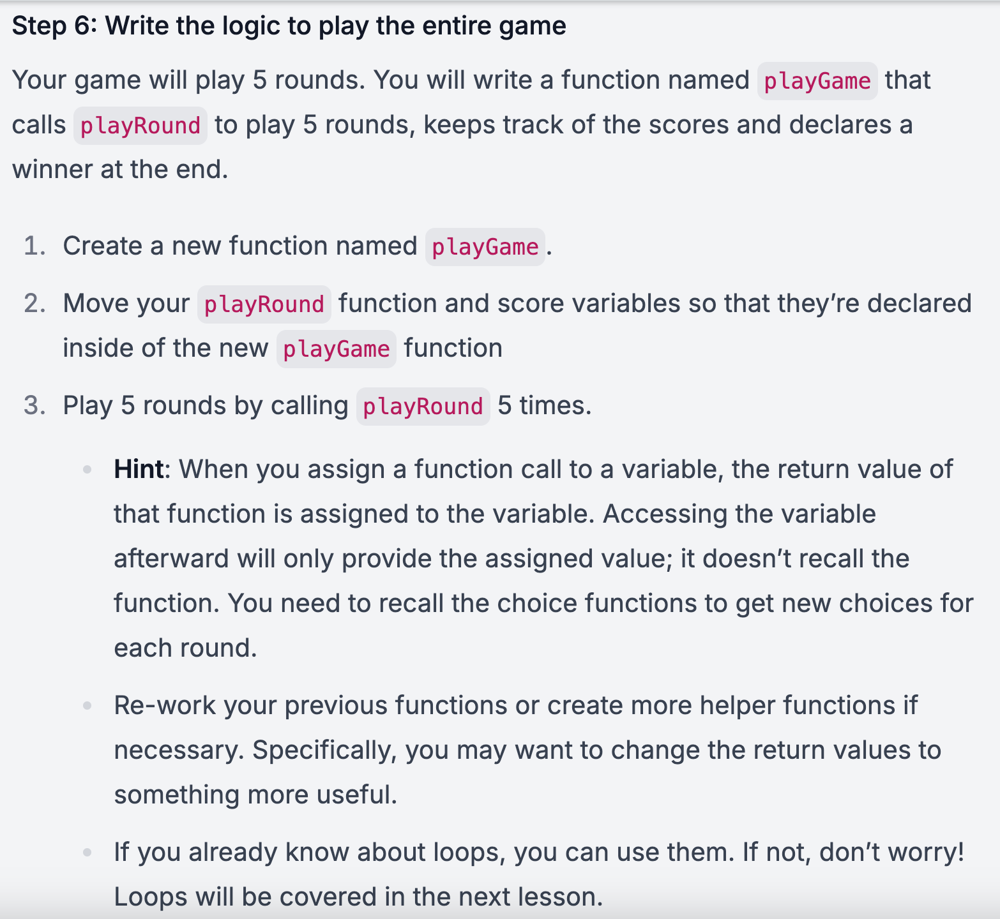 Step 6: Write the logic to play the entire game
Your game will play 5 rounds. You will write a function named playGame that
calls playRound to play 5 rounds, keeps track of the scores and declares a
winner at the end.
1. Create a new function named playGame.
2. Move your playRound function and score variables so that they’re declared
inside of the new playGame function
3. Play 5 rounds by calling playRound 5 times.
• Hint: When you assign a function call to a variable, the return value of
that function is assigned to the variable. Accessing the variable
afterward will only provide the assigned value; it doesn’t recall the
function. You need to recall the choice functions to get new choices for
each round.
• Re-work your previous functions or create more helper functions if
necessary. Specifically, you may want to change the return values to
something more useful.
• If you already know about loops, you can use them. If not, don’t worry!
Loops will be covered in the next lesson.